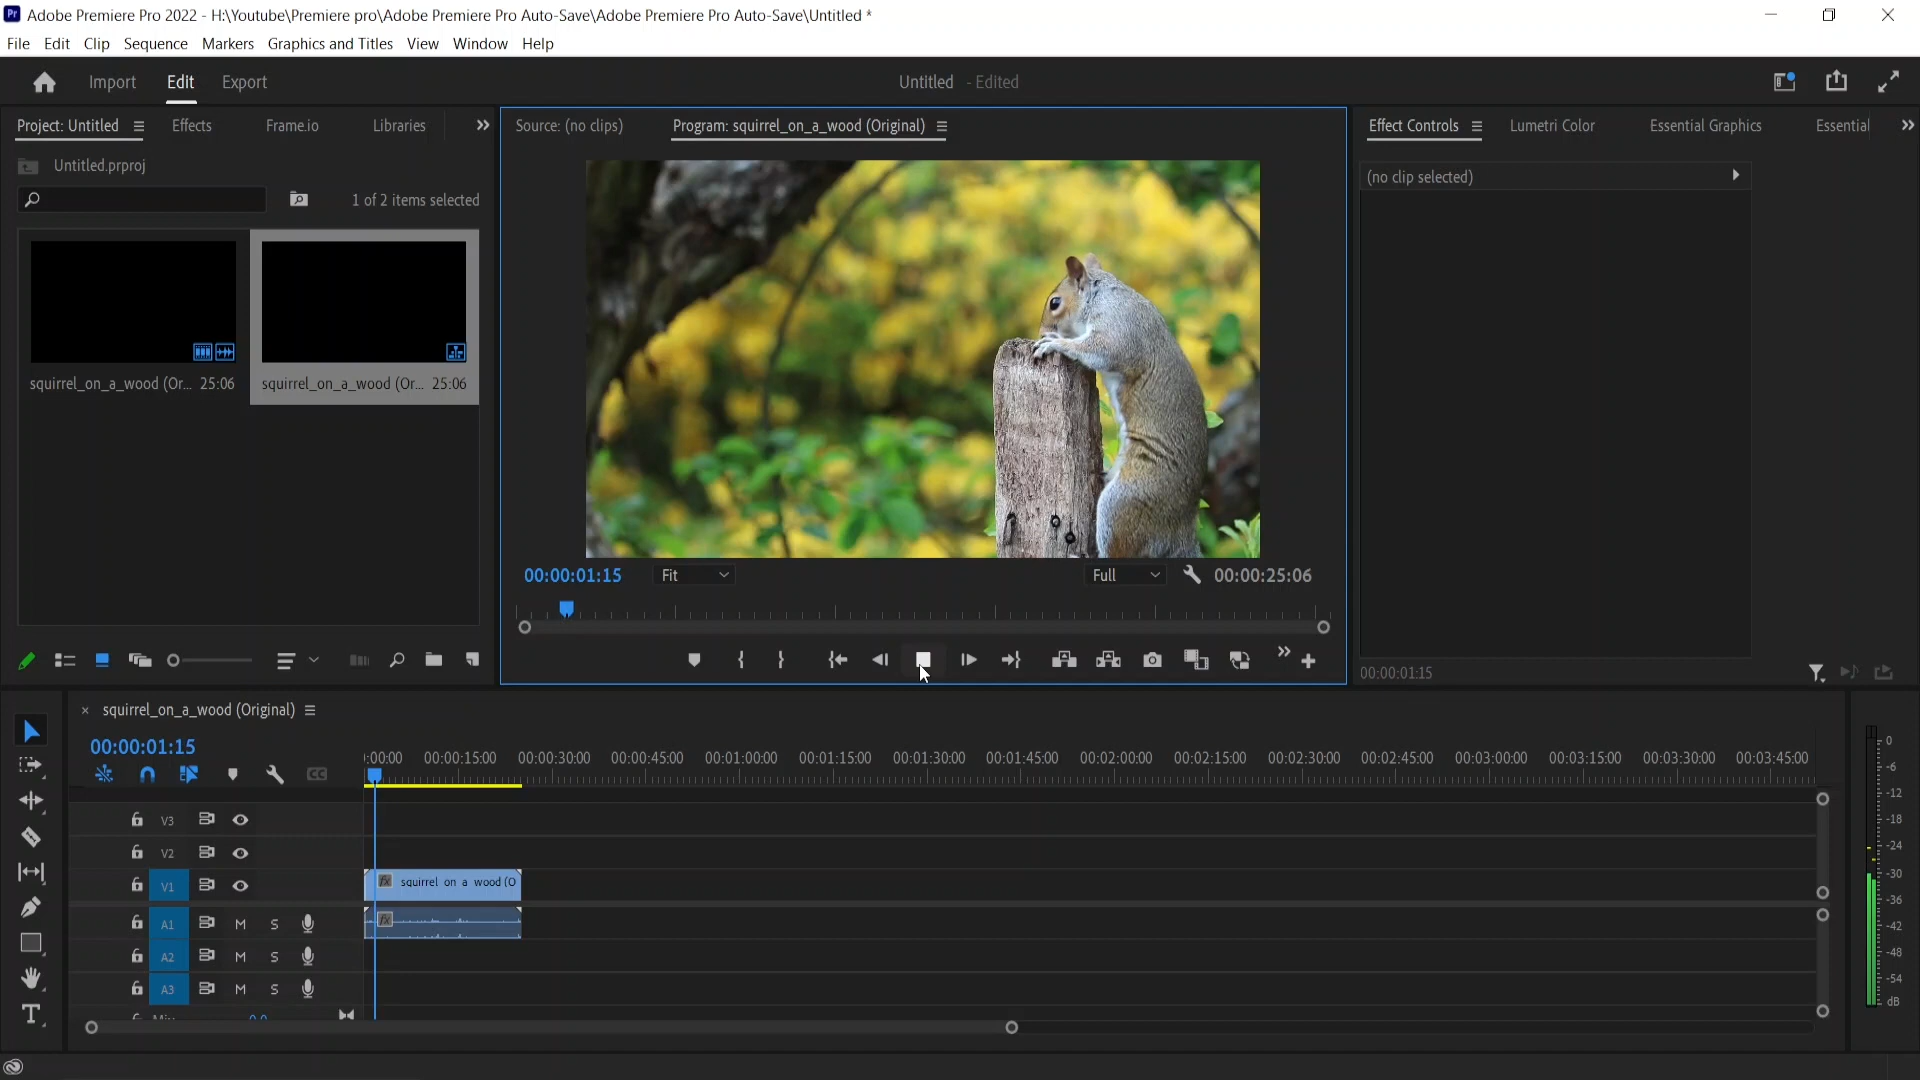 Pr Adobe Premiere Pro 2022 - H:\Youtube\Premiere pro\Adobe Premiere Pro Auto-Save\Adobe Premiere Pro Auto-Save\Untitled *
File Edit Clip Sequence Markers Graphics and Titles View Window Help
Import Edit Export Untitled - Edited
Project: Untitled Effects Frame.io Libraries
Source: (no clips) Program: squirrel_on_a_wood (Original)
Effect Controls Lumetri Color Essential Graphics Essential
Untitled.prproj
(no clip selected)
1 of 2 items selected
squirrel_on_a_wood (Or... 25:06 squirrel_on_a_wood (Or... 25:06
00:00:01:15 Fit Full 00:00:25:06
00:00:01:15
× squirrel_on_a_wood (Original)
00:00:01:15
:00:00 00:00:15:00 00:00:30:00 00:00:45:00 00:01:00:00 00:01:15:00 00:01:30:00 00:01:45:00 00:02:00:00 00:02:15:00 00:02:30:00 00:02:45:00 00:03:00:00 00:03:15:00 00:03:30:00 00:03:45:00
CC
V3
V2
V1 fx squirrel on a wood (O
A1 M S fx
A2 M S
A3 M S
T
0
-6
-12
-18
-24
-30
-36
-42
-48
-54
dB